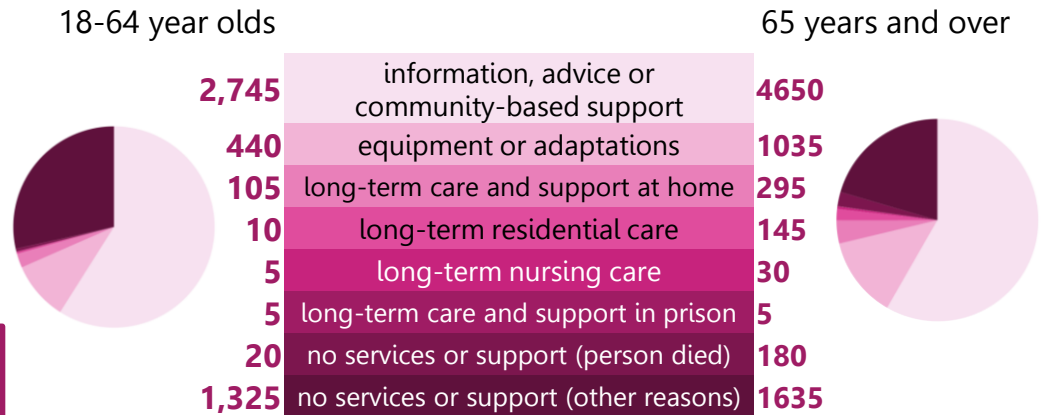 18-64 year olds
65 years and over
2,745 information, advice or community-based support 4650
440 equipment or adaptations 1035
105 long-term care and support at home 295
10 long-term residential care 145
5 long-term nursing care 30
5 long-term care and support in prison 5
20 no services or support (person died) 180
1,325 no services or support (other reasons) 1635